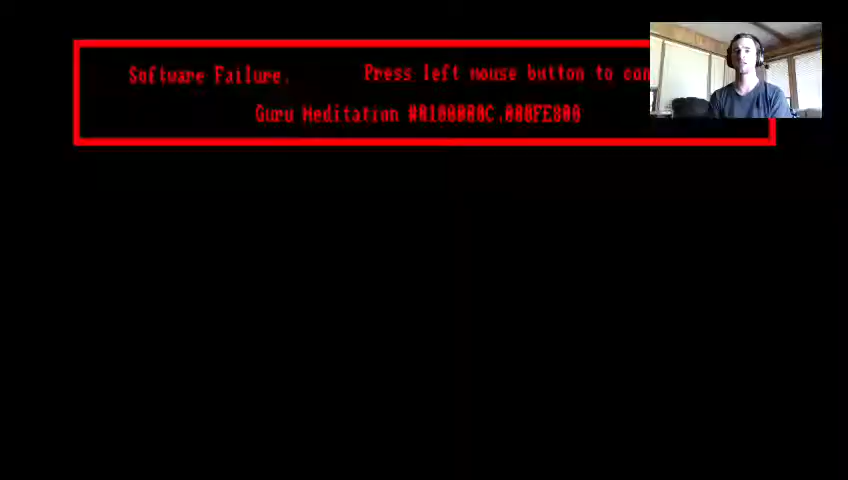 Software Failure. Press left mouse button to con
Guru Meditation #0100000C.000FE800